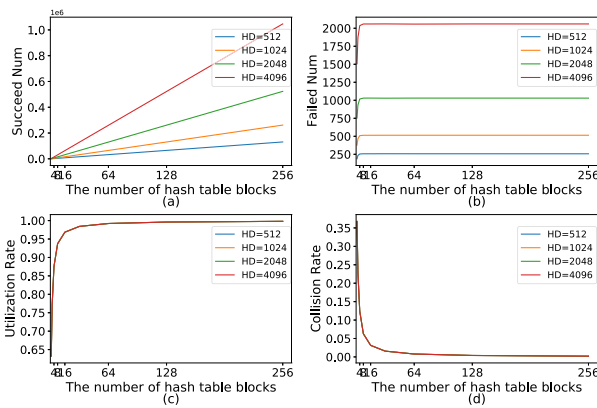 1e6
1.0
0.8
0.6
0.4
0.2
0.0
Succeed Num
HD=512
HD=1024
HD=2048
HD=4096
4 8 16 64 128 256
The number of hash table blocks
(a)
2000
1750
1500
1250
1000
750
500
250
Failed Num
HD=512
HD=1024
HD=2048
HD=4096
4 8 16 64 128 256
The number of hash table blocks
(b)
1.00
0.95
0.90
0.85
0.80
0.75
0.70
0.65
Utilization Rate
HD=512
HD=1024
HD=2048
HD=4096
4 8 16 64 128 256
The number of hash table blocks
(c)
0.35
0.30
0.25
0.20
0.15
0.10
0.05
0.00
Collision Rate
HD=512
HD=1024
HD=2048
HD=4096
4 8 16 64 128 256
The number of hash table blocks
(d)